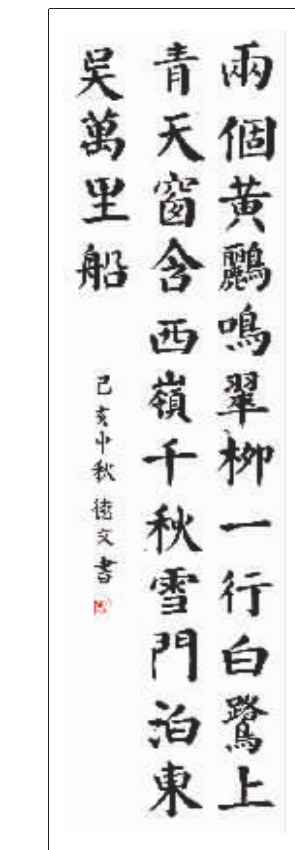 兩個黃鸝鳴翠柳一行白鷺上
青天窗含西嶺千秋雪門泊東
吳萬里船
己亥中秋德文書